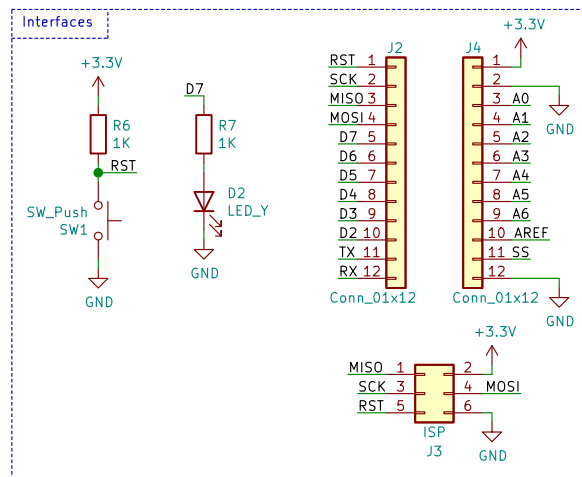 Interfaces
+3.3V
R6
1K
RST
SW_Push
SW1
GND
D7
R7
1K
D2
LED_Y
GND
J2
RST 1
SCK 2
MISO 3
MOSI 4
D7 5
D6 6
D5 7
D4 8
D3 9
D2 10
TX 11
RX 12
Conn_01x12
J4
+3.3V
1
2
GND
3 A0
4 A1
5 A2
6 A3
7 A4
8 A5
9 A6
10 AREF
11 SS
12
Conn_01x12
GND
+3.3V
MISO 1 2
SCK 3 4 MOSI
RST 5 6
ISP
J3
GND